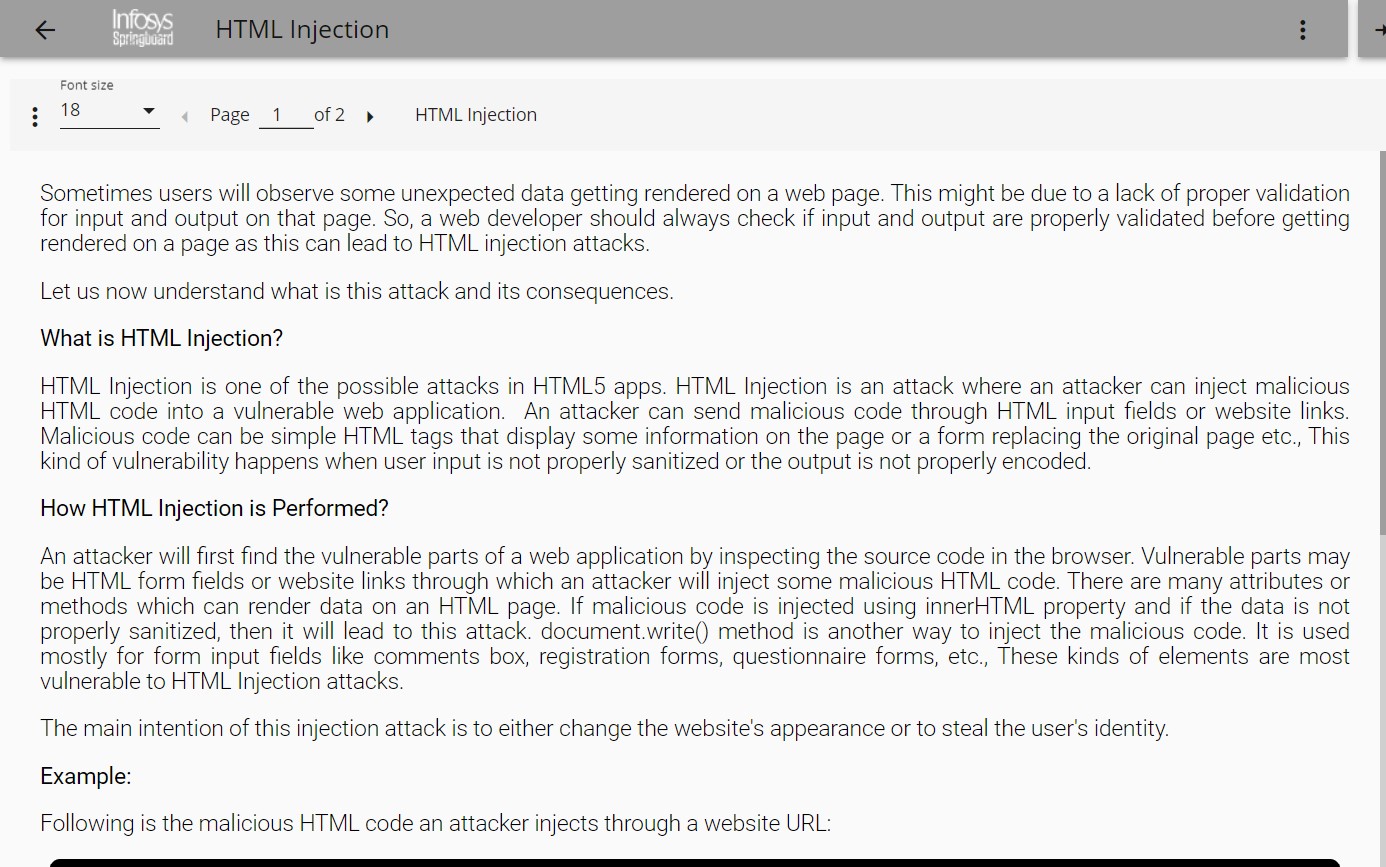 Infosys
Springboard
HTML Injection
Font size
18
Page 1 of 2
HTML Injection
Sometimes users will observe some unexpected data getting rendered on a web page. This might be due to a lack of proper validation
for input and output on that page. So, a web developer should always check if input and output are properly validated before getting
rendered on a page as this can lead to HTML injection attacks.
Let us now understand what is this attack and its consequences.
What is HTML Injection?
HTML Injection is one of the possible attacks in HTML5 apps. HTML Injection is an attack where an attacker can inject malicious
HTML code into a vulnerable web application.  An attacker can send malicious code through HTML input fields or website links.
Malicious code can be simple HTML tags that display some information on the page or a form replacing the original page etc., This
kind of vulnerability happens when user input is not properly sanitized or the output is not properly encoded.
How HTML Injection is Performed?
An attacker will first find the vulnerable parts of a web application by inspecting the source code in the browser. Vulnerable parts may
be HTML form fields or website links through which an attacker will inject some malicious HTML code. There are many attributes or
methods which can render data on an HTML page. If malicious code is injected using innerHTML property and if the data is not
properly sanitized, then it will lead to this attack. document.write() method is another way to inject the malicious code. It is used
mostly for form input fields like comments box, registration forms, questionnaire forms, etc., These kinds of elements are most
vulnerable to HTML Injection attacks.
The main intention of this injection attack is to either change the website's appearance or to steal the user's identity.
Example:
Following is the malicious HTML code an attacker injects through a website URL: